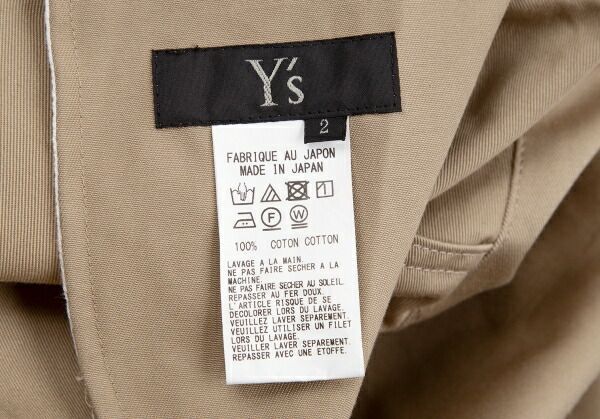 Y's
2
FABRIQUE AU JAPON
MADE IN JAPAN
F W
100% COTON COTTON
LAVAGE A LA MAIN.
NE PAS FAIRE SECHER A LA
MACHINE.
NE PAS FAIRE SECHER AU SOLEIL.
REPASSER AU FER DOUX.
L'ARTICLE RISQUE DE SE
DECOLORER LORS DU LAVAGE.
VEUILLEZ LAVER SEPAREMENT.
VEUILLEZ UTILISER UN FILET
LORS DU LAVAGE.
VEUILLEZ LAVER SEPAREMENT.
REPASSER AVEC UNE ETOFFE.